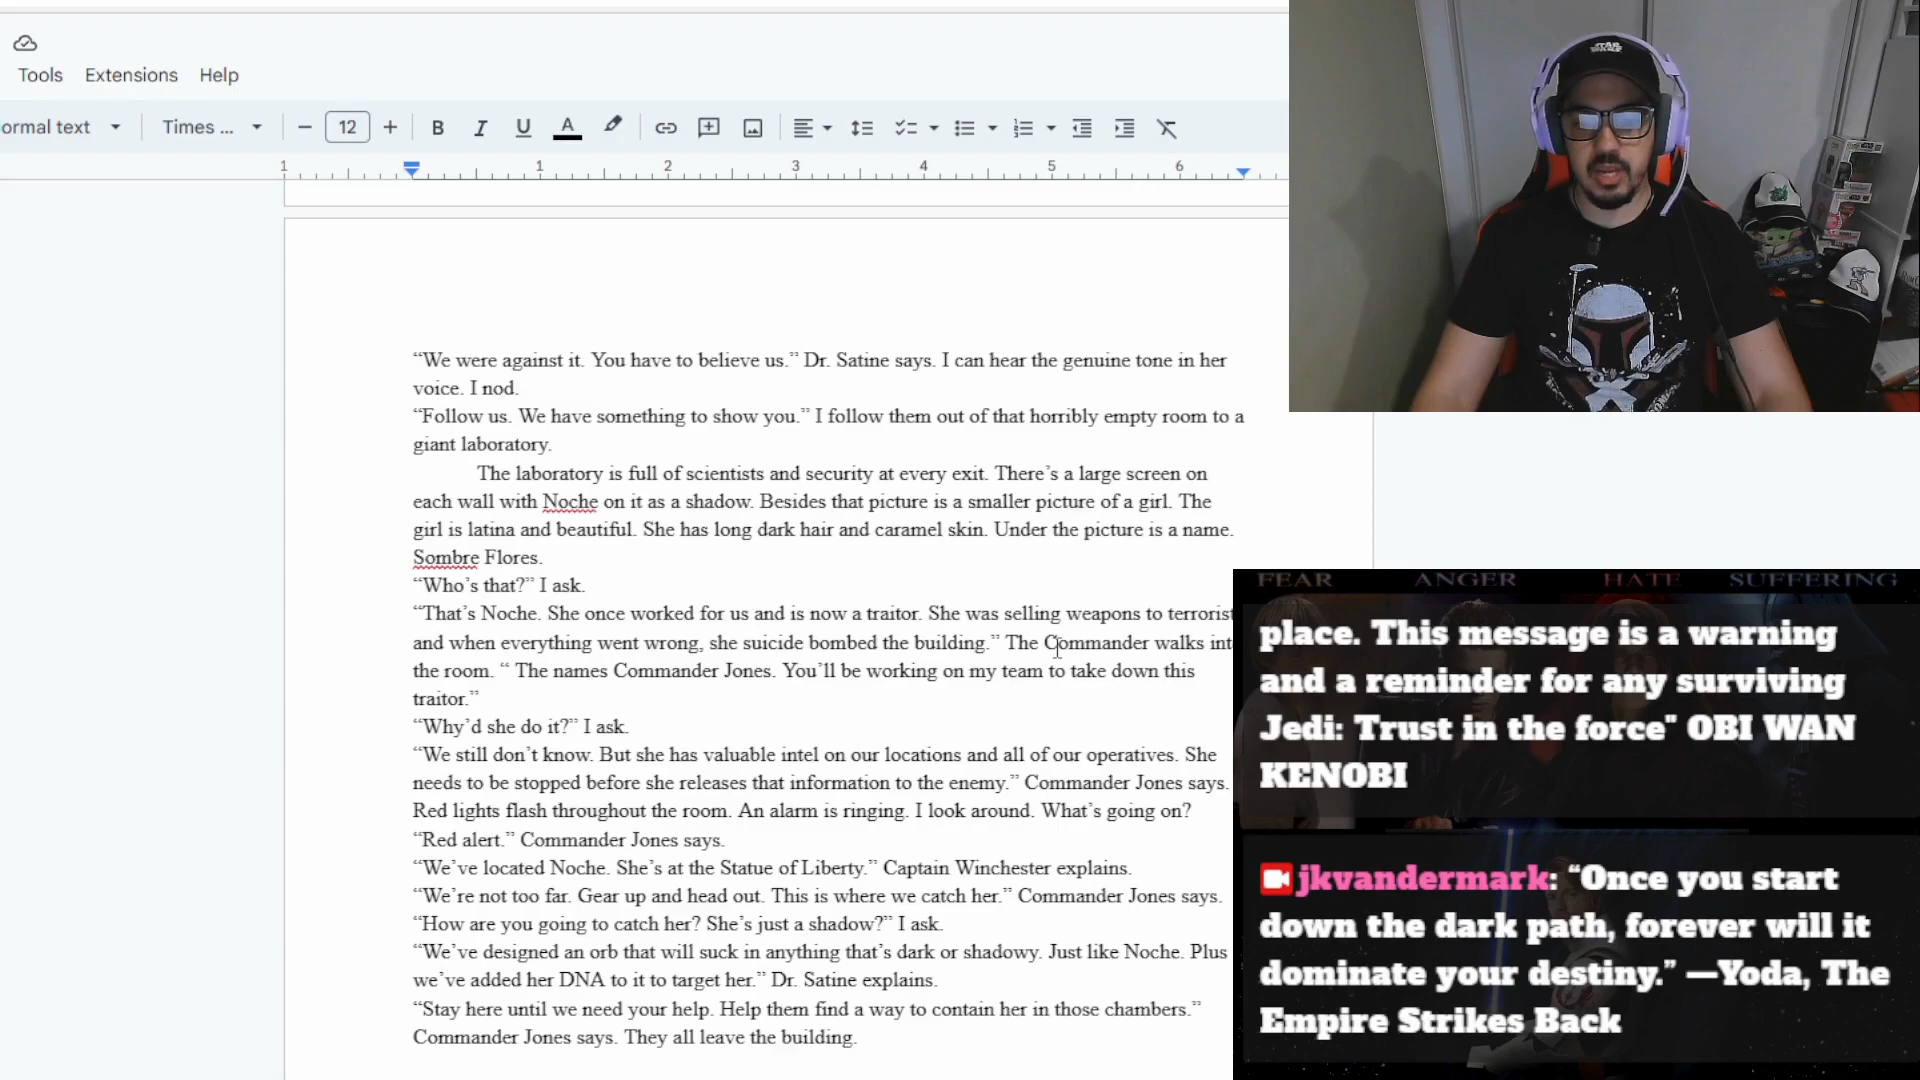 Tools Extensions Help
ormal text Times ... 12 B I U A
1 1 2 3 4 5 6
“We were against it. You have to believe us.” Dr. Satine says. I can hear the genuine tone in her
voice. I nod.
“Follow us. We have something to show you.” I follow them out of that horribly empty room to a
giant laboratory.
The laboratory is full of scientists and security at every exit. There’s a large screen on
each wall with Noche on it as a shadow. Besides that picture is a smaller picture of a girl. The
girl is latina and beautiful. She has long dark hair and caramel skin. Under the picture is a name.
Sombre Flores.
“Who’s that?” I ask.
“That’s Noche. She once worked for us and is now a traitor. She was selling weapons to terrorist
and when everything went wrong, she suicide bombed the building.” The Commander walks int
the room. “ The names Commander Jones. You’ll be working on my team to take down this
traitor.”
“Why’d she do it?” I ask.
“We still don’t know. But she has valuable intel on our locations and all of our operatives. She
needs to be stopped before she releases that information to the enemy.” Commander Jones says.
Red lights flash throughout the room. An alarm is ringing. I look around. What’s going on?
“Red alert.” Commander Jones says.
“We’ve located Noche. She’s at the Statue of Liberty.” Captain Winchester explains.
“We’re not too far. Gear up and head out. This is where we catch her.” Commander Jones says.
“How are you going to catch her? She’s just a shadow?” I ask.
“We’ve designed an orb that will suck in anything that’s dark or shadowy. Just like Noche. Plus
we’ve added her DNA to it to target her.” Dr. Satine explains.
“Stay here until we need your help. Help them find a way to contain her in those chambers.”
Commander Jones says. They all leave the building.
STAR
WARS
FEAR ANGER HATE SUFFERING
place. This message is a warning
and a reminder for any surviving
Jedi: Trust in the force" OBI WAN
KENOBI
jkvandermark: “Once you start
down the dark path, forever will it
dominate your destiny.” —Yoda, The
Empire Strikes Back